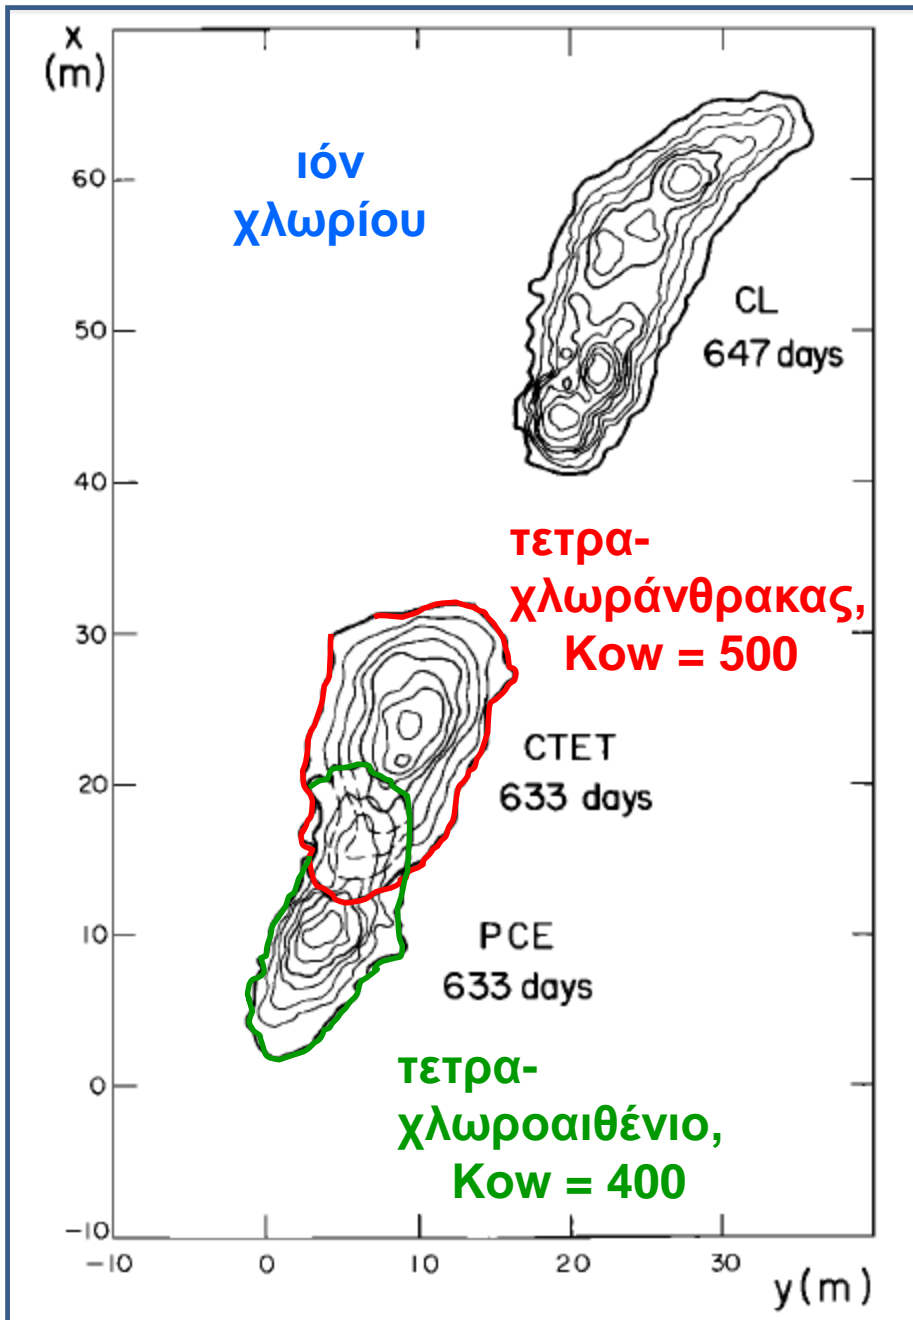 x
(m)
ιόν
χλωρίου
60
CL
50
647 days
40
τετρα-
χλωράνθρακας,
Kow = 500
30
CTET
633 days
20
10
PCE
633 days
τετρα-
χλωροαιθένιο,
Kow = 400
0
-10
-10 0 10 20 30
y(m)